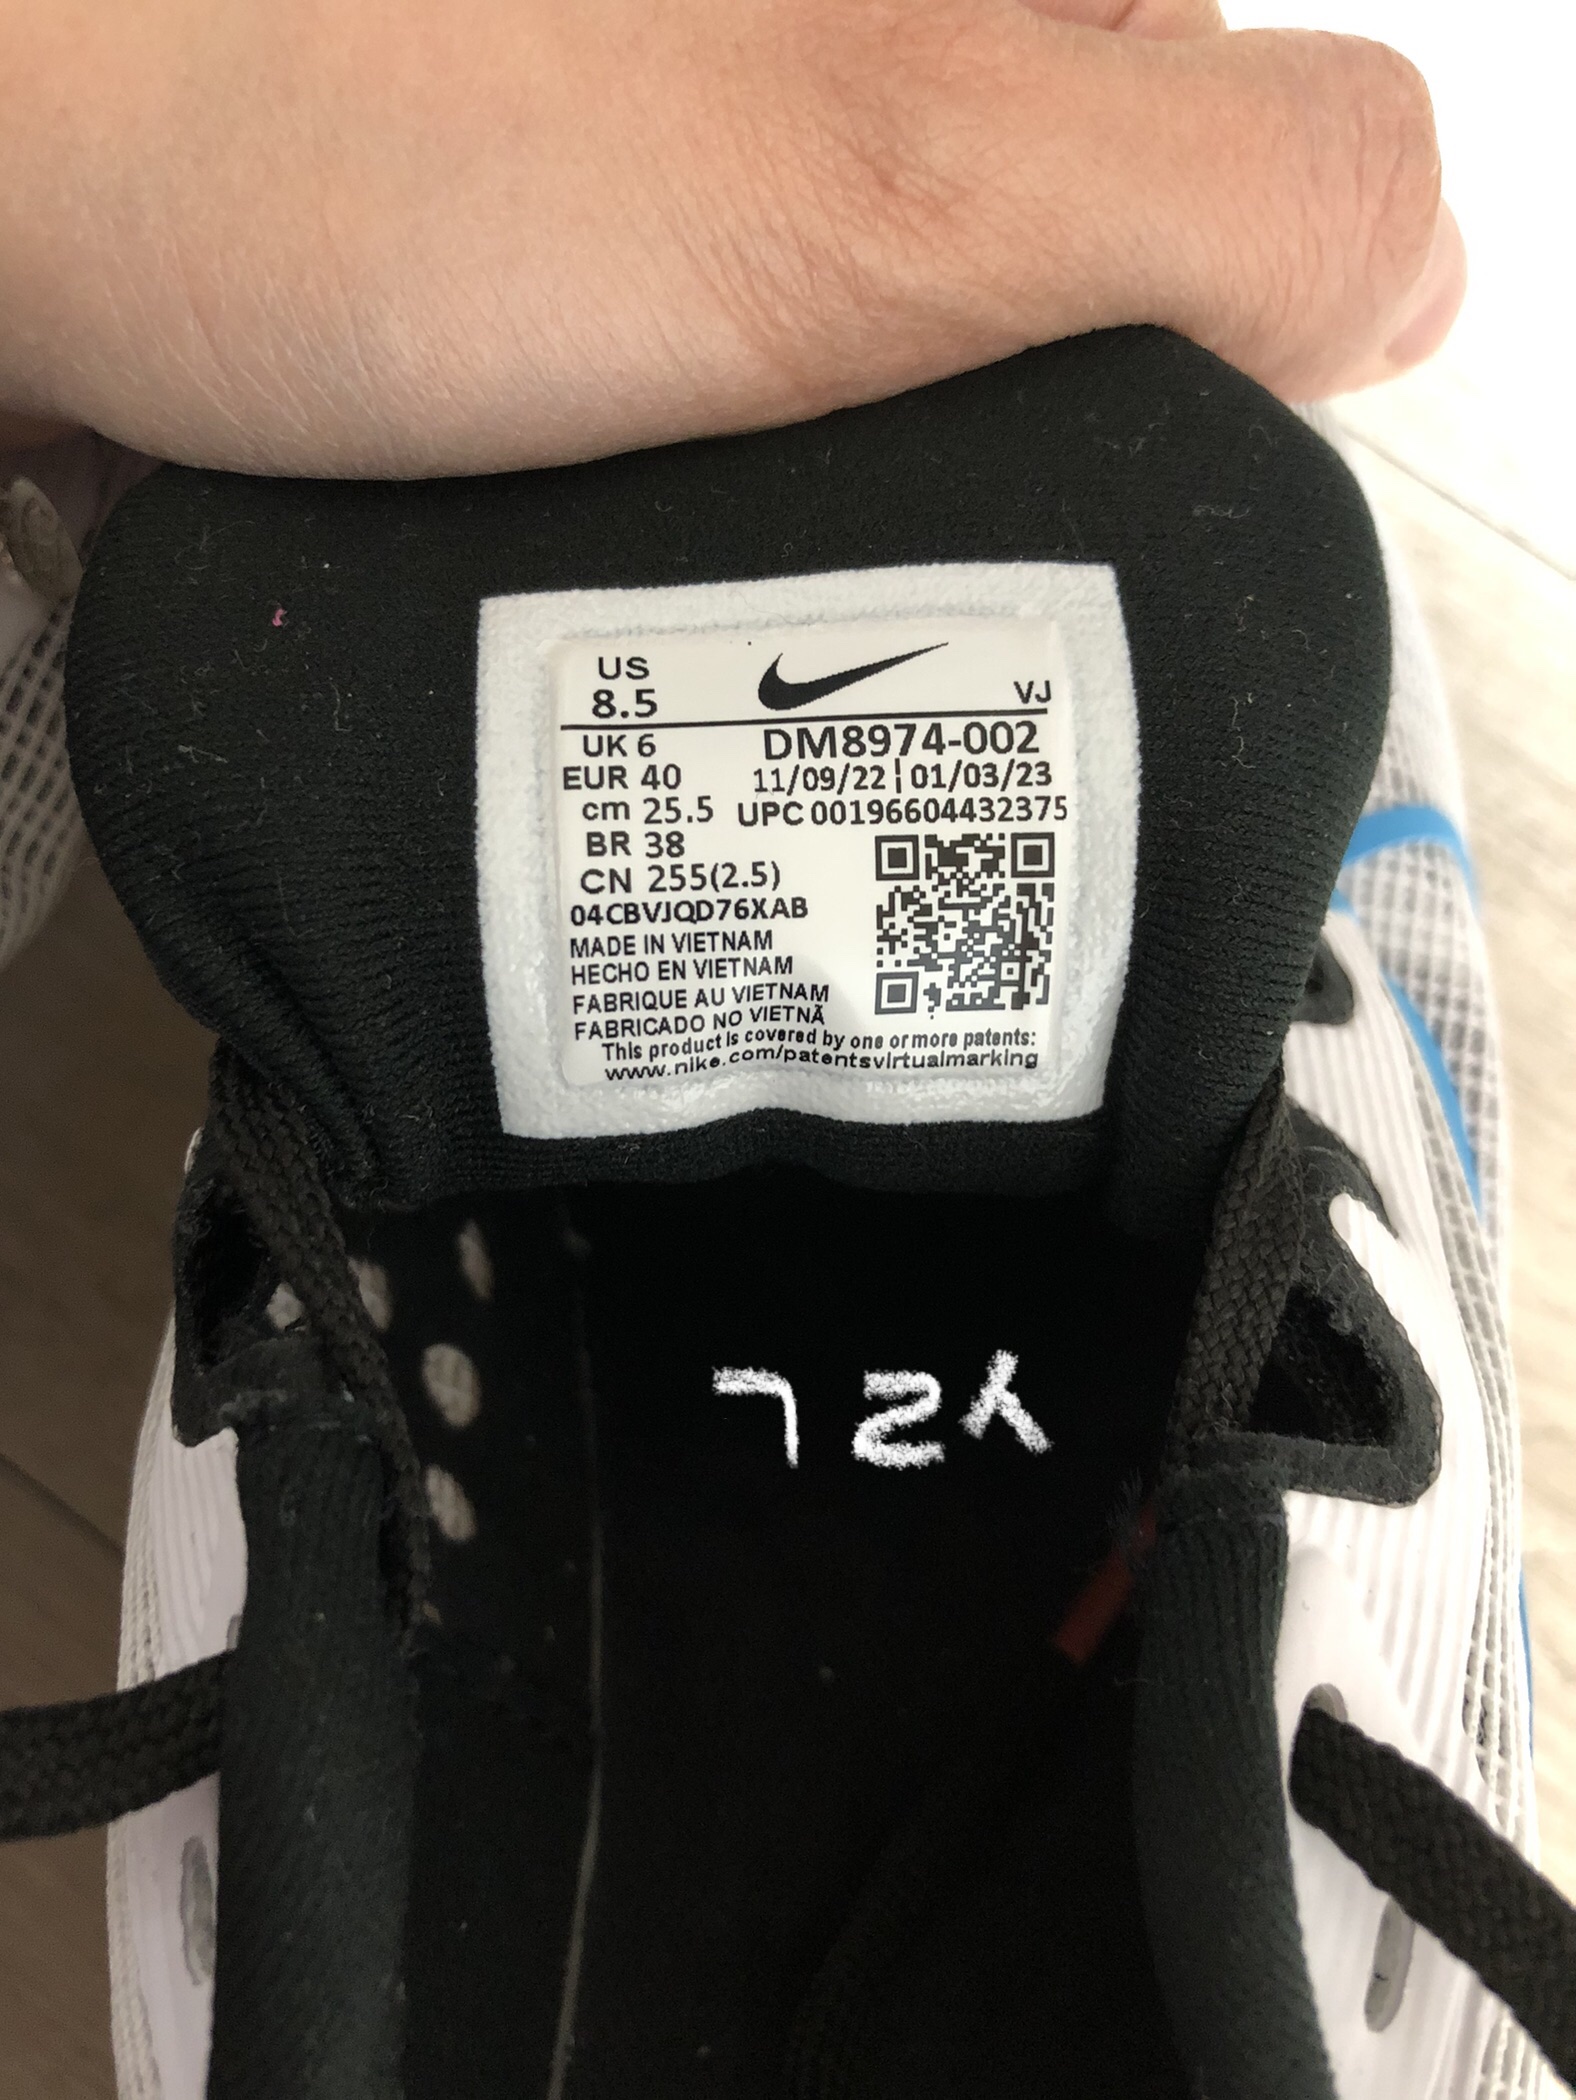 US
8.5
VJ
UK 6
DM8974-002
EUR 40
11/09/22 ¦ 01/03/23
cm 25.5
UPC 00196604432375
BR 38
CN 255(2.5)
04CBVJQD76XAB
MADE IN VIETNAM
HECHO EN VIETNAM
FABRIQUE AU VIETNAM
FABRICADO NO VIETNÃ
This product is covered by one or more patents:
www.nike.com/patentsvirtualmarking